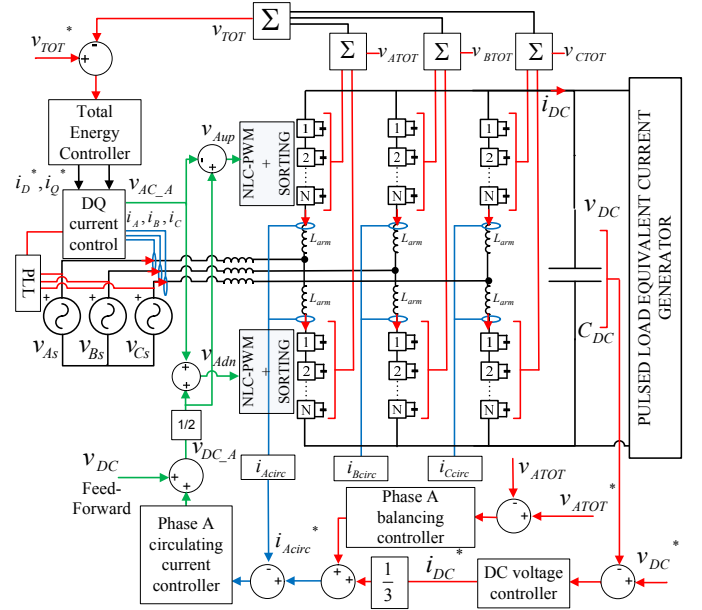 v_TOT*
-
+
v_TOT
Σ
Σ
v_ATOT
Σ
v_BTOT
Σ
v_CTOT
Total
Energy
Controller
i_D*, i_Q*
DQ
current
control
v_AC_A
i_A, i_B, i_C
PLL
+
+
+
v_As
v_Bs
v_Cs
v_Aup
-
+
NLC-PWM
+
SORTING
1
2
N
1
2
N
1
2
N
L_arm
L_arm
L_arm
L_arm
L_arm
L_arm
v_Adn
+
+
NLC-PWM
+
SORTING
1
2
N
1
2
N
1
2
N
i_DC
v_DC
C_DC
PULSED LOAD EQUIVALENT CURRENT
GENERATOR
1/2
v_DC_A
v_DC
Feed-
Forward
+
+
i_Acirc
i_Bcirc
i_Ccirc
Phase A
circulating
current
controller
i_Acirc*
-
+
+
+
1
3
i_DC*
Phase A
balancing
controller
v_ATOT
-
+
v_ATOT*
DC voltage
controller
-
+
v_DC*